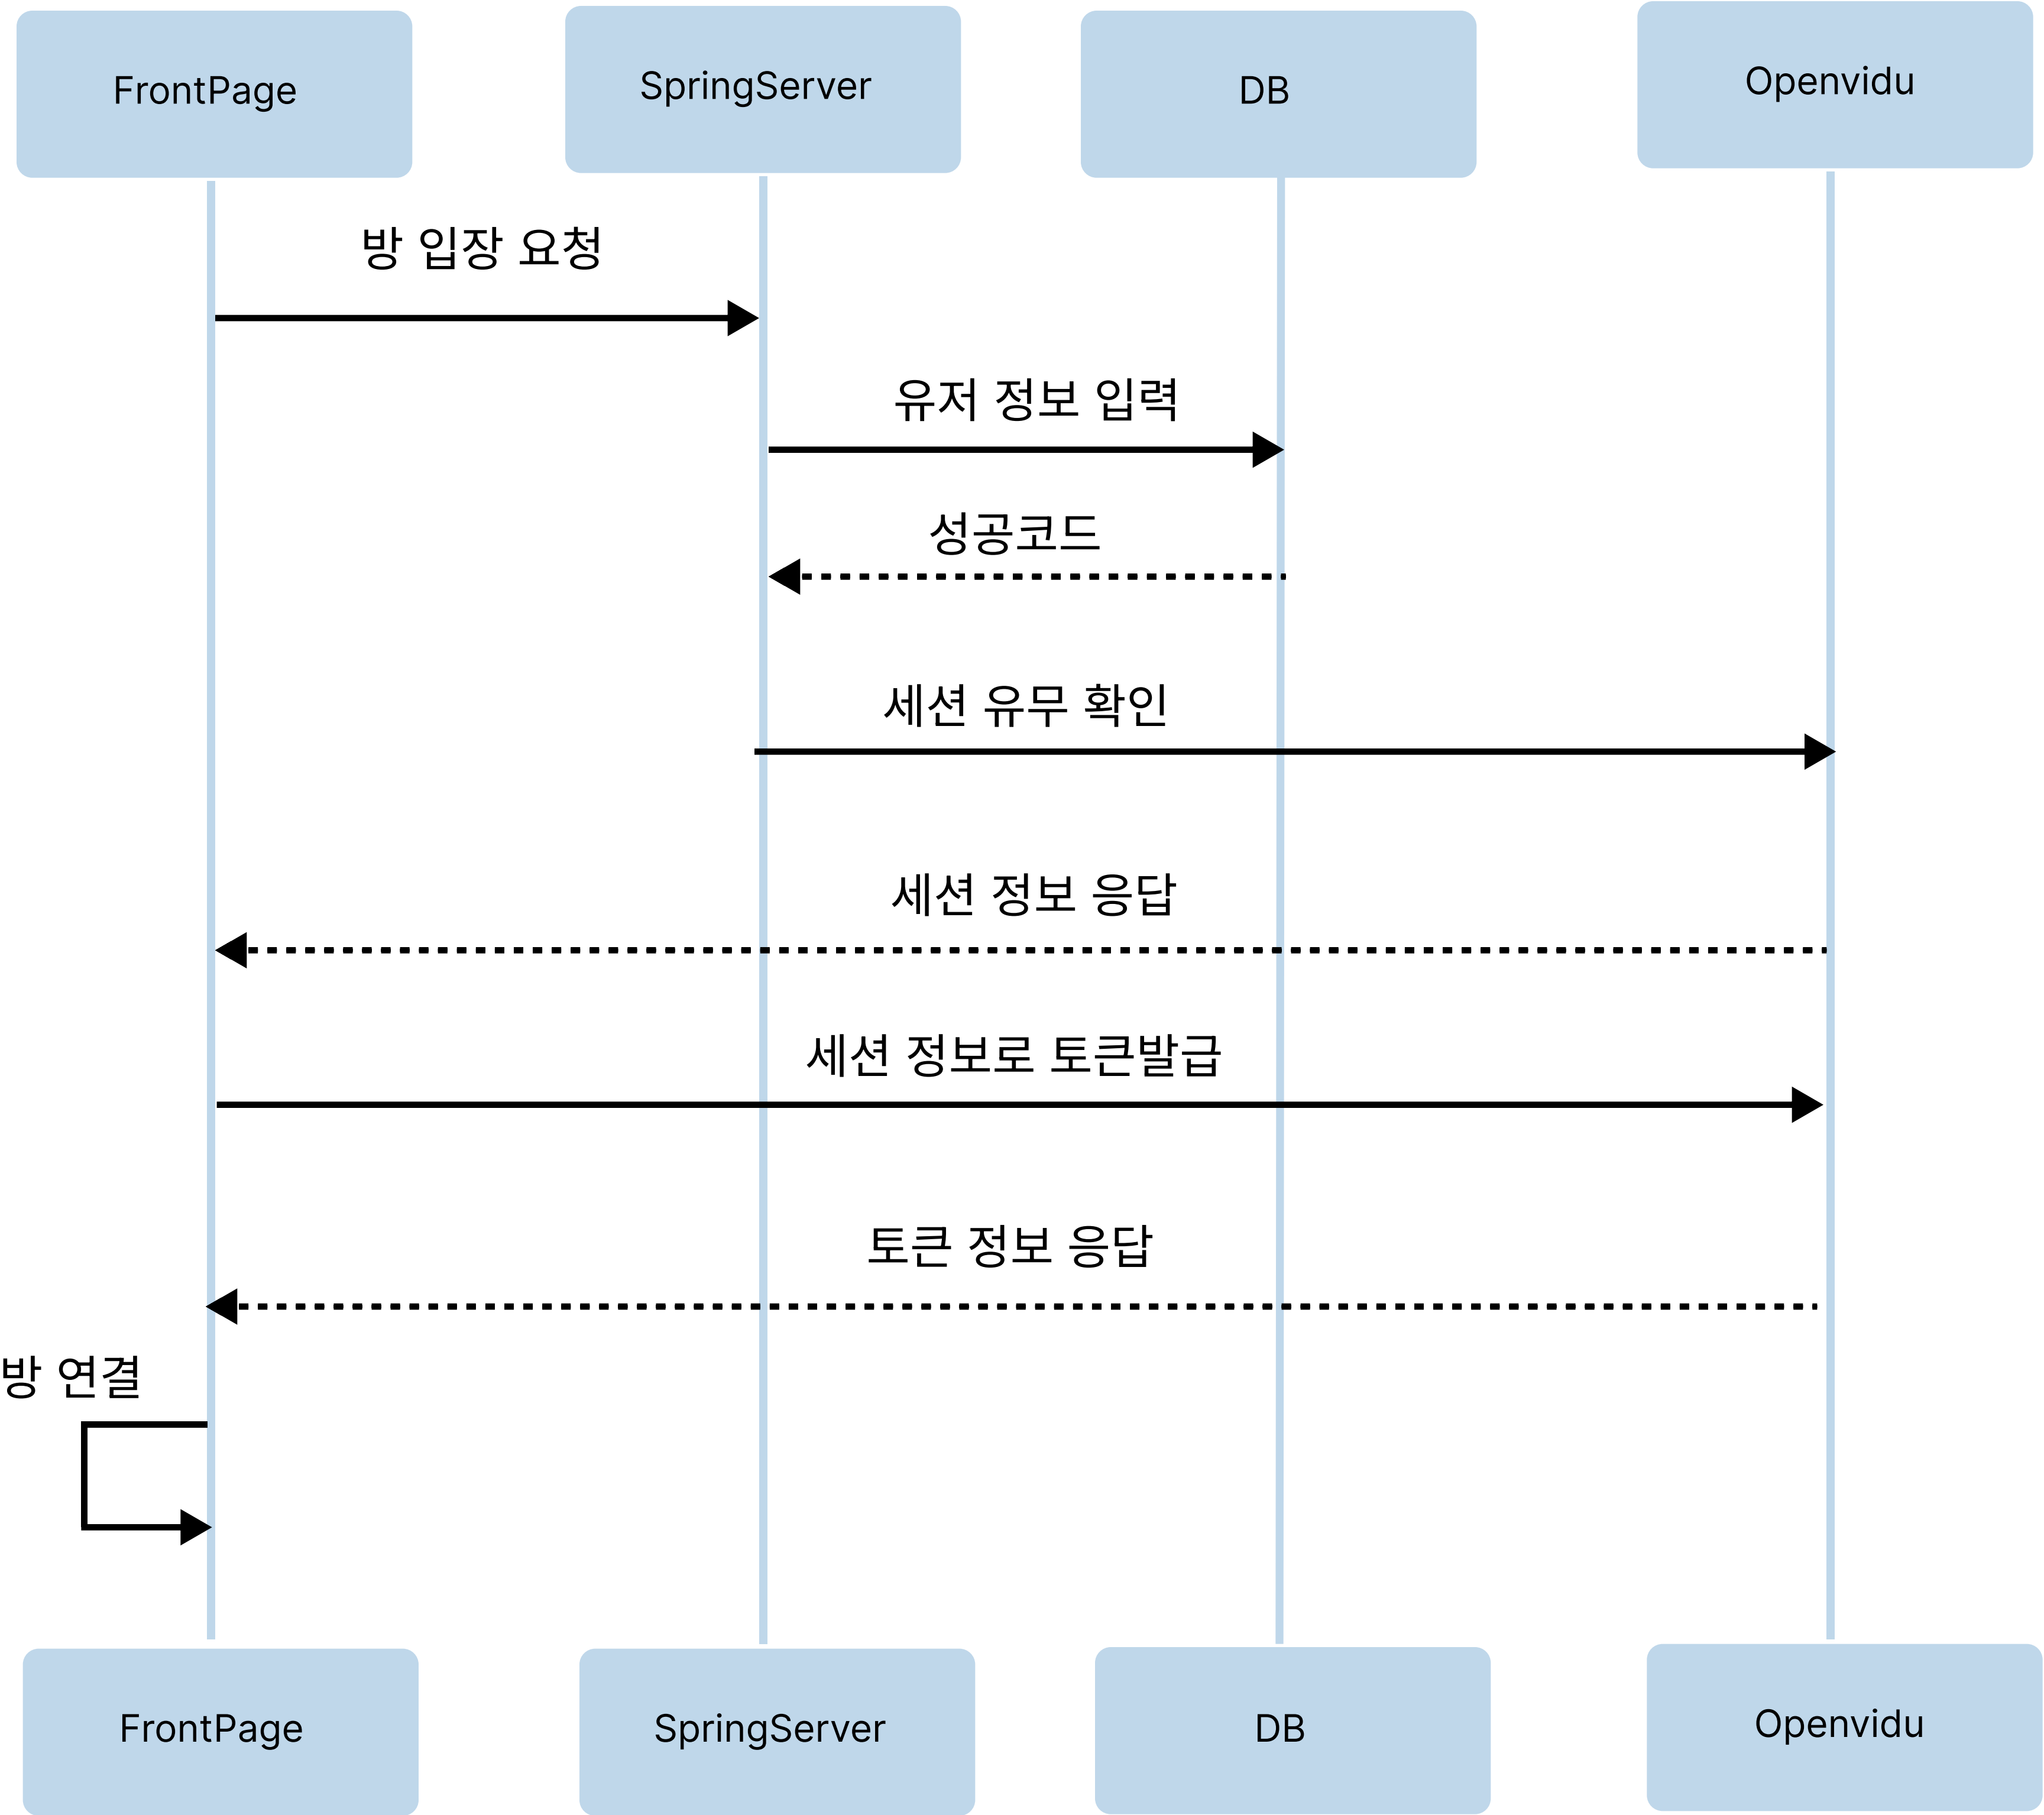 FrontPage
SpringServer
DB
Openvidu
방 입장 요청
유저 정보 입력
성공코드
세션 유무 확인
세션 정보 응답
세션 정보로 토큰발급
토큰 정보 응답
방 연결
FrontPage
SpringServer
DB
Openvidu